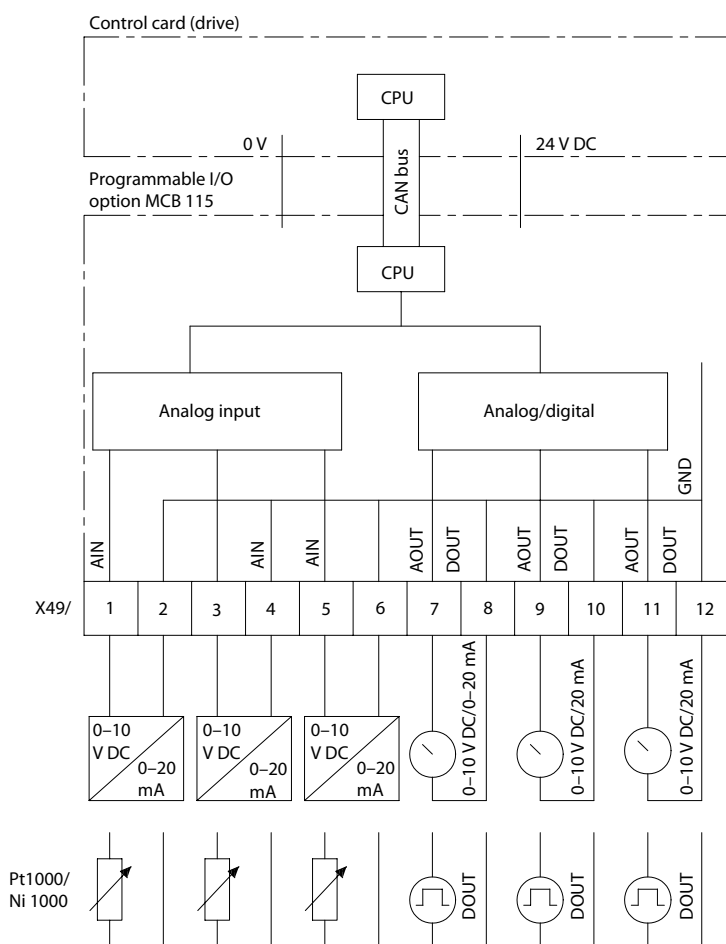 Control card (drive)
CPU
0 V
24 V DC
CAN bus
Programmable I/O
option MCB 115
CPU
Analog input
Analog/digital
GND
AIN
AIN
AIN
AOUT
DOUT
AOUT
DOUT
AOUT
DOUT
X49/ 1 2 3 4 5 6 7 8 9 10 11 12
0–10
V DC
0–20
mA
0–10
V DC
0–20
mA
0–10
V DC
0–20
mA
0–10 V DC/0–20 mA
0–10 V DC/20 mA
0–10 V DC/20 mA
Pt1000/
Ni 1000
DOUT
DOUT
DOUT